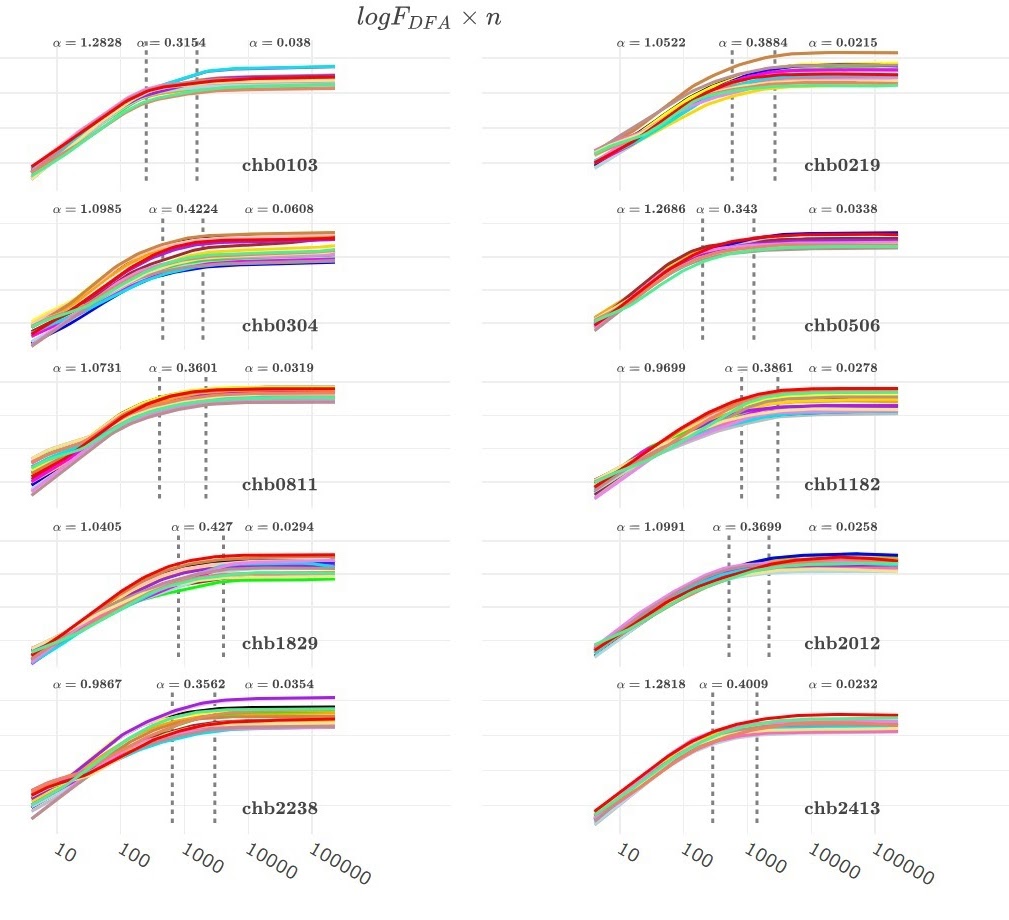 logF_DFA × n
α = 1.2828 α = 0.3154 α = 0.038
α = 1.0522 α = 0.3884 α = 0.0215
chb0103
chb0219
α = 1.0985 α = 0.4224 α = 0.0608
α = 1.2686 α = 0.343 α = 0.0338
chb0304
chb0506
α = 1.0731 α = 0.3601 α = 0.0319
α = 0.9699 α = 0.3861 α = 0.0278
chb0811
chb1182
α = 1.0405 α = 0.427 α = 0.0294
α = 1.0991 α = 0.3699 α = 0.0258
chb1829
chb2012
α = 0.9867 α = 0.3562 α = 0.0354
α = 1.2818 α = 0.4009 α = 0.0232
chb2238
chb2413
10 100 1000 10000 100000
10 100 1000 10000 100000